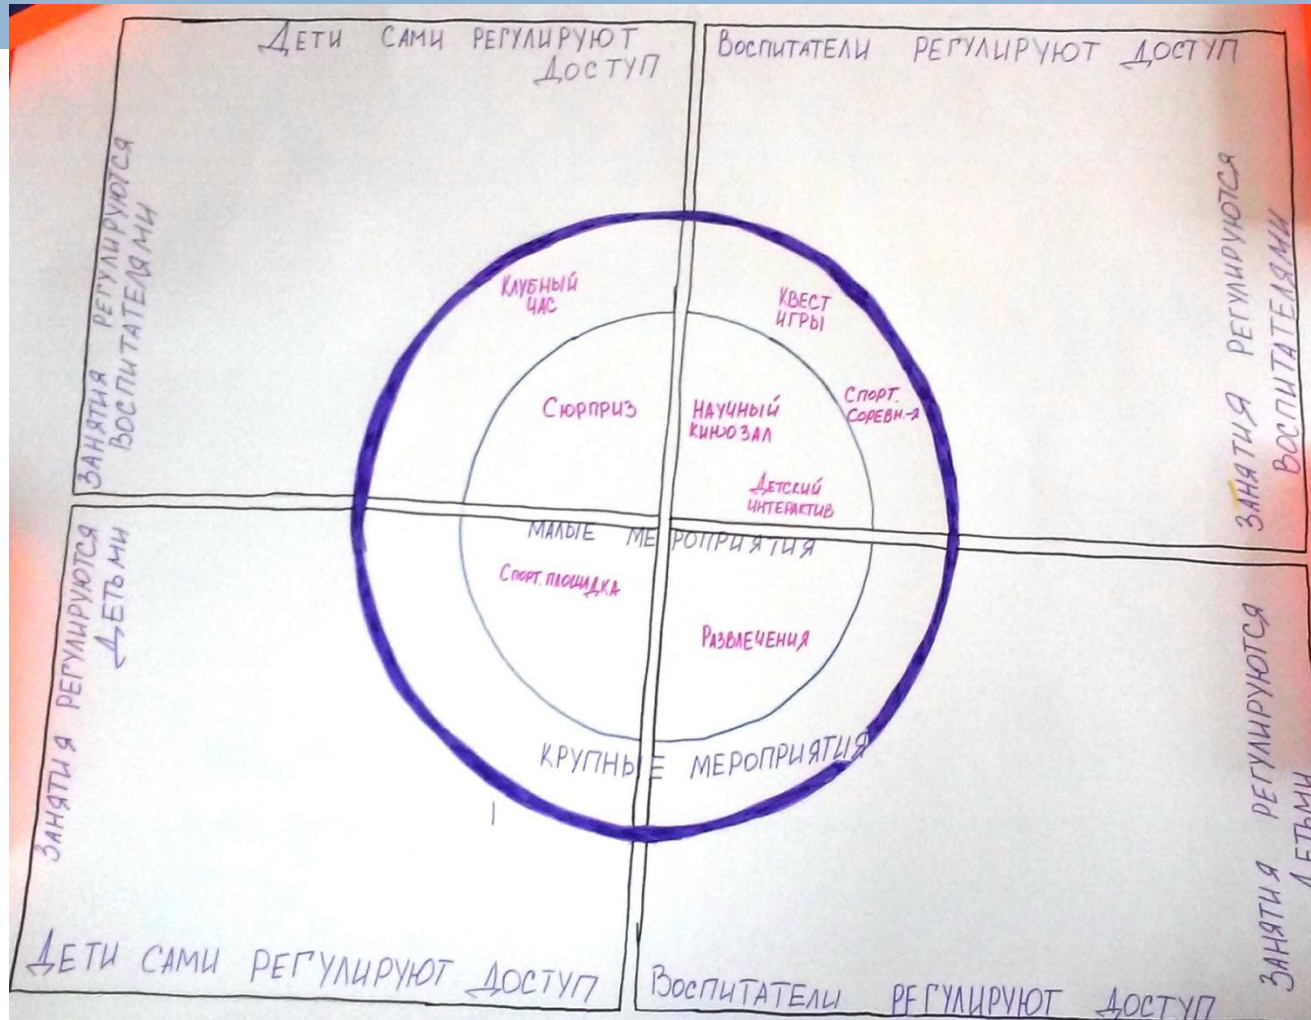 Дети сами регулируют
доступ
Воспитатели регулируют доступ
Занятия регулируются
воспитателями
Занятия регулируются
воспитателями
Клубный
час
Квест
игры
Спорт.
соревн-я
Сюрприз
Научный
кинозал
Детский
интерактив
Малые мероприятия
Спорт. площадка
Развлечения
Крупные мероприятия
Занятия регулируются
детьми
Занятия регулируются
детьми
Дети сами регулируют доступ
Воспитатели регулируют доступ